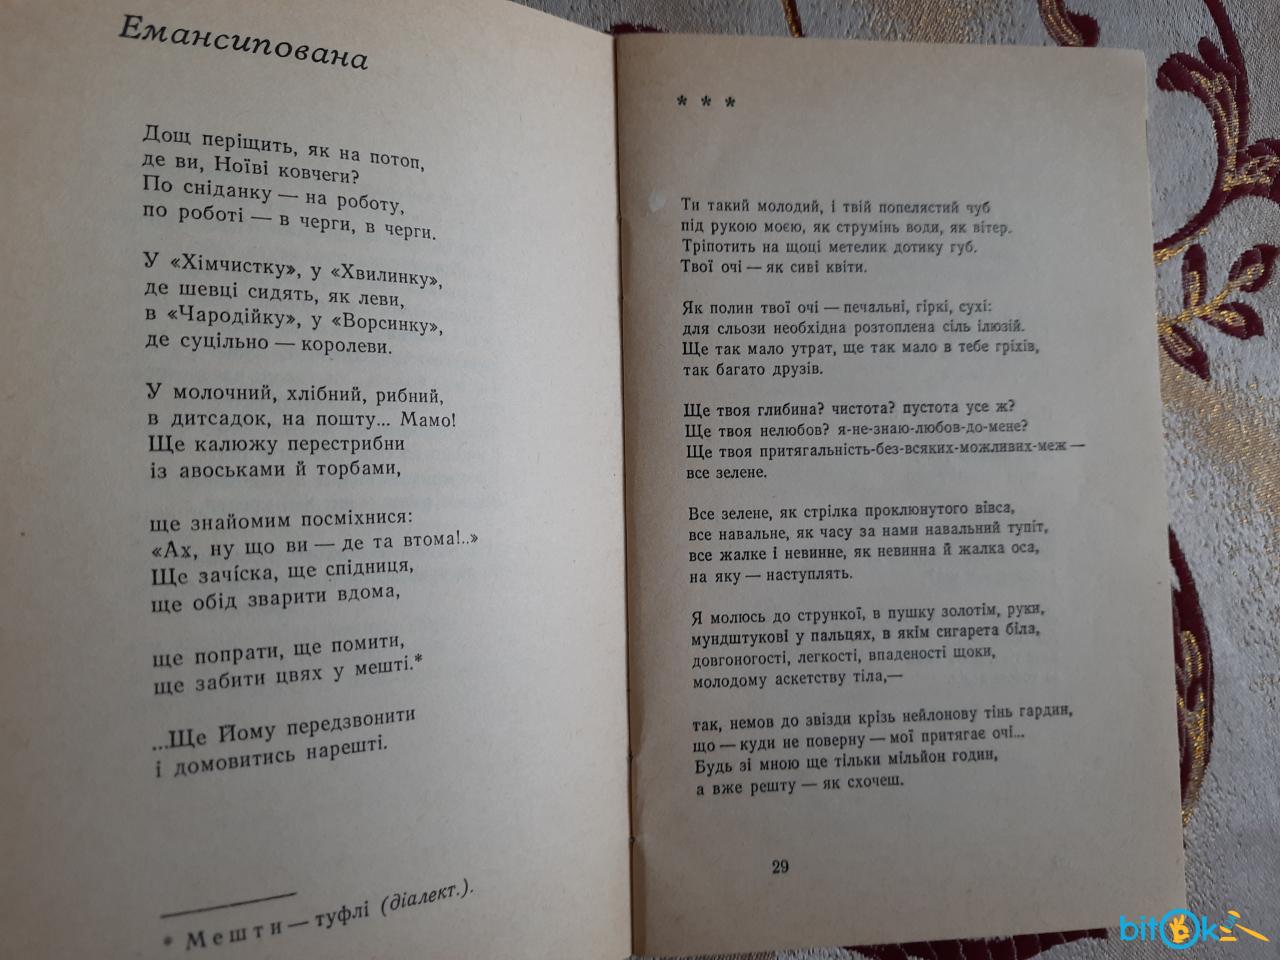 Емансипована
Дощ періщить, як на потоп,
де ви, Ноїві ковчеги?
По сніданку — на роботу,
по роботі — в черги, в черги.
У «Хімчистку», у «Хвилинку»,
де шевці сидять, як леви,
в «Чародійку», у «Ворсинку»,
де суцільно — королеви.
У молочний, хлібний, рибний,
в дитсадок, на пошту... Мамо!
Ще калюжу перестрибни
із авоськами й торбами,
ще знайомим посміхнися:
«Ах, ну що ви — де та втома!..»
Ще зачіска, ще спідниця,
ще обід зварити вдома,
ще попрати, ще помити,
ще забити цвях у мешті.*
...Ще Йому передзвонити
і домовитись нарешті.
* Мешти — туфлі (діалект.).
* * *
Ти такий молодий, і твій попелястий чуб
під рукою моєю, як струмінь води, як вітер.
Тріпотить на щоці метелик дотику губ.
Твої очі — як сиві квіти.
Як полин твої очі — печальні, гіркі, сухі:
для сльози необхідна розтоплена сіль ілюзій.
Ще так мало утрат, ще так мало в тебе гріхів,
так багато друзів.
Ще твоя глибина? чистота? пустота усе ж?
Ще твоя нелюбов? я-не-знаю-любов-до-мене?
Ще твоя притягальність-без-всяких-можливих-меж —
все зелене.
Все зелене, як стрілка проклюнутого вівса,
все навальне, як часу за нами навальний тупіт,
все жалке і невинне, як невинна й жалка оса,
на яку — наступлять.
Я молюсь до стрункої, в пушку золотім, руки,
мундштукові у пальцях, в якім сигарета біла,
довгоногості, легкості, впаденості щоки,
молодому аскетству тіла,—
так, немов до звізди крізь нейлонову тінь гардин,
що — куди не поверну — мої притягає очі...
Будь зі мною ще тільки мільйон годин,
а вже решту — як схочеш.
29
bitOk